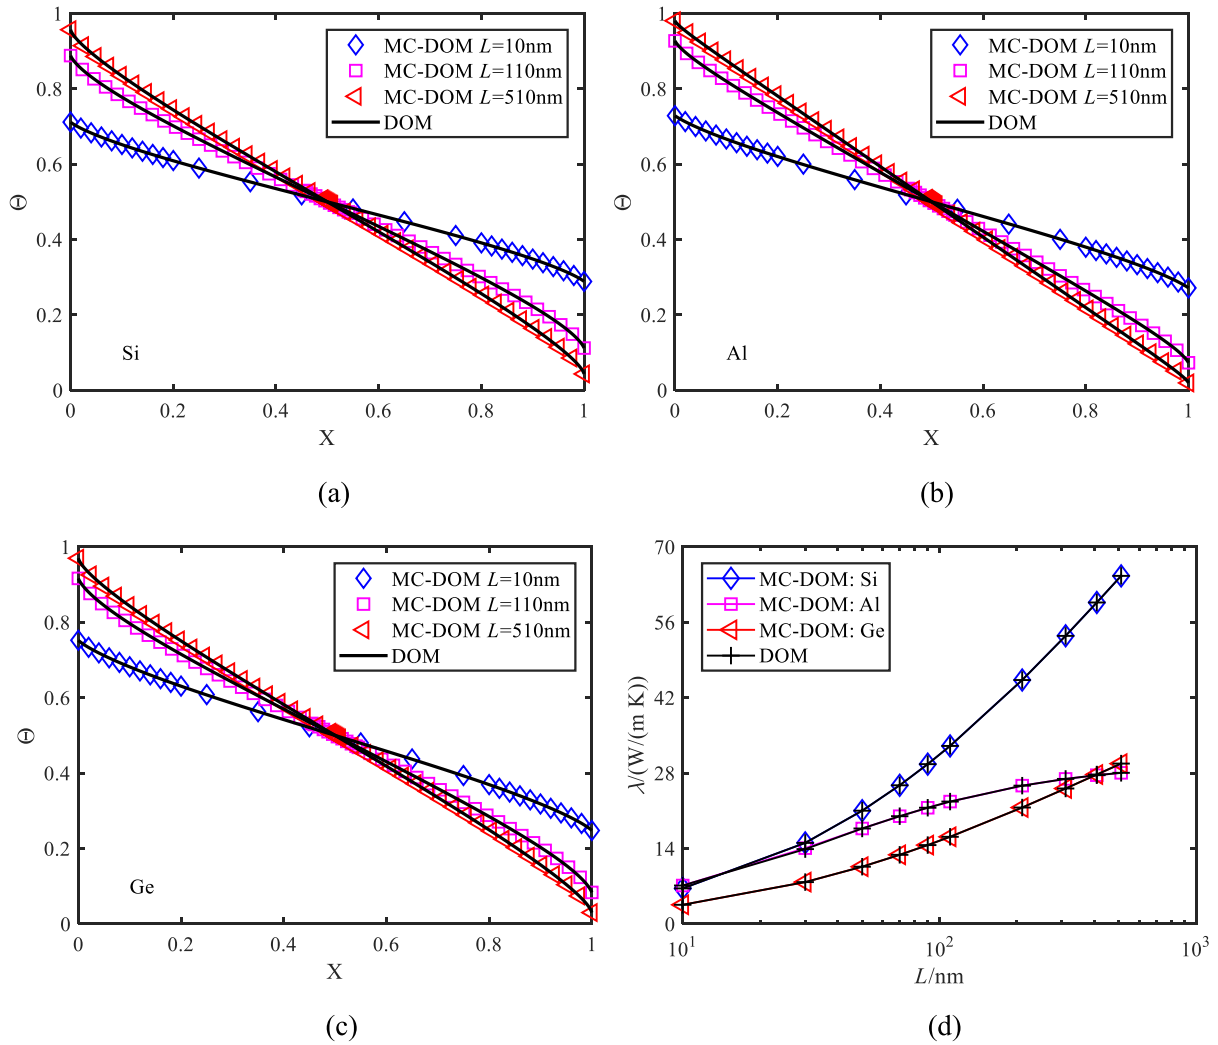 1
0.8
0.6
0.4
0.2
0
Θ
MC-DOM L=10nm
MC-DOM L=110nm
MC-DOM L=510nm
DOM
Si
0 0.2 0.4 0.6 0.8 1
X
(a)
1
0.8
0.6
0.4
0.2
0
Θ
MC-DOM L=10nm
MC-DOM L=110nm
MC-DOM L=510nm
DOM
Al
0 0.2 0.4 0.6 0.8 1
X
(b)
1
0.8
0.6
0.4
0.2
0
Θ
MC-DOM L=10nm
MC-DOM L=110nm
MC-DOM L=510nm
DOM
Ge
0 0.2 0.4 0.6 0.8 1
X
(c)
70
56
42
28
14
0
λ/(W/(m K))
MC-DOM: Si
MC-DOM: Al
MC-DOM: Ge
DOM
10¹ 10² 10³
L/nm
(d)